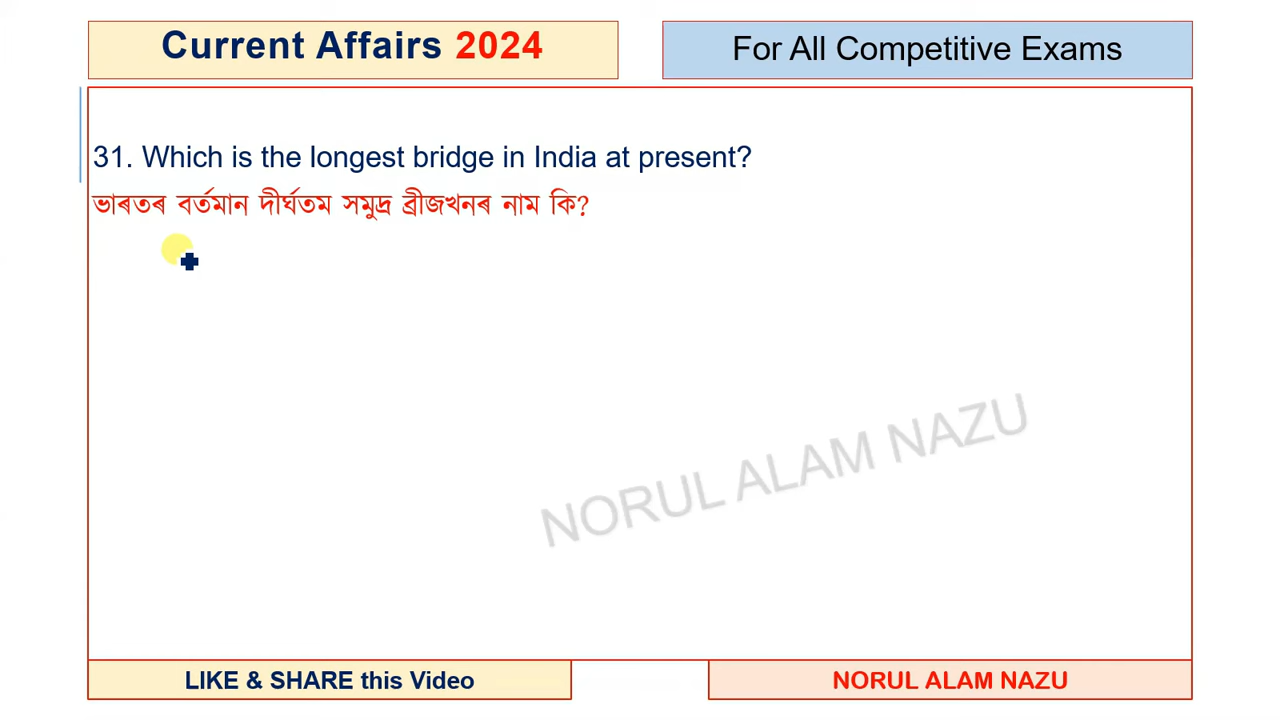 Current Affairs 2024
For All Competitive Exams
31. Which is the longest bridge in India at present?
ভাৰতৰ বৰ্তমান দীৰ্ঘতম সমুদ্ৰ ব্ৰীজখনৰ নাম কি?
NORUL ALAM NAZU
LIKE & SHARE this Video
NORUL ALAM NAZU